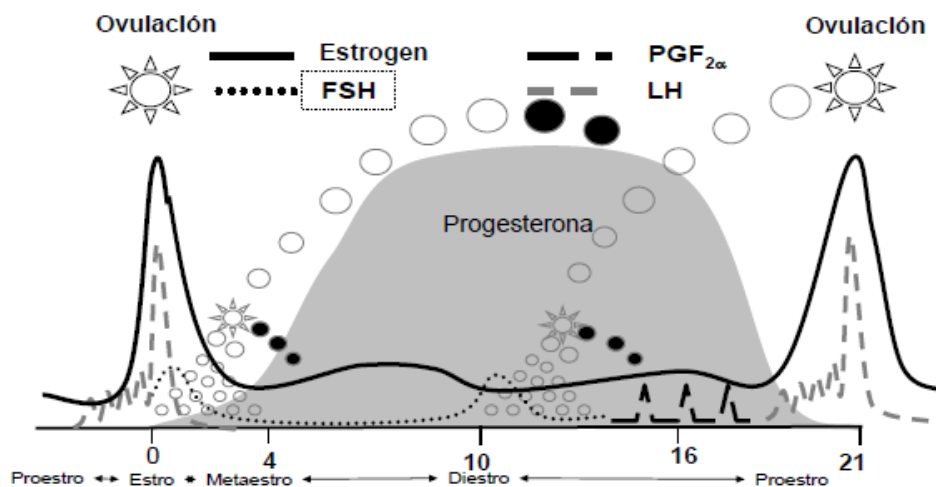 Ovulación
Ovulación
Estrogen
PGF2α
FSH
LH
Progesterona
0
4
10
16
21
Proestro
Estro
Metaestro
Diestro
Proestro